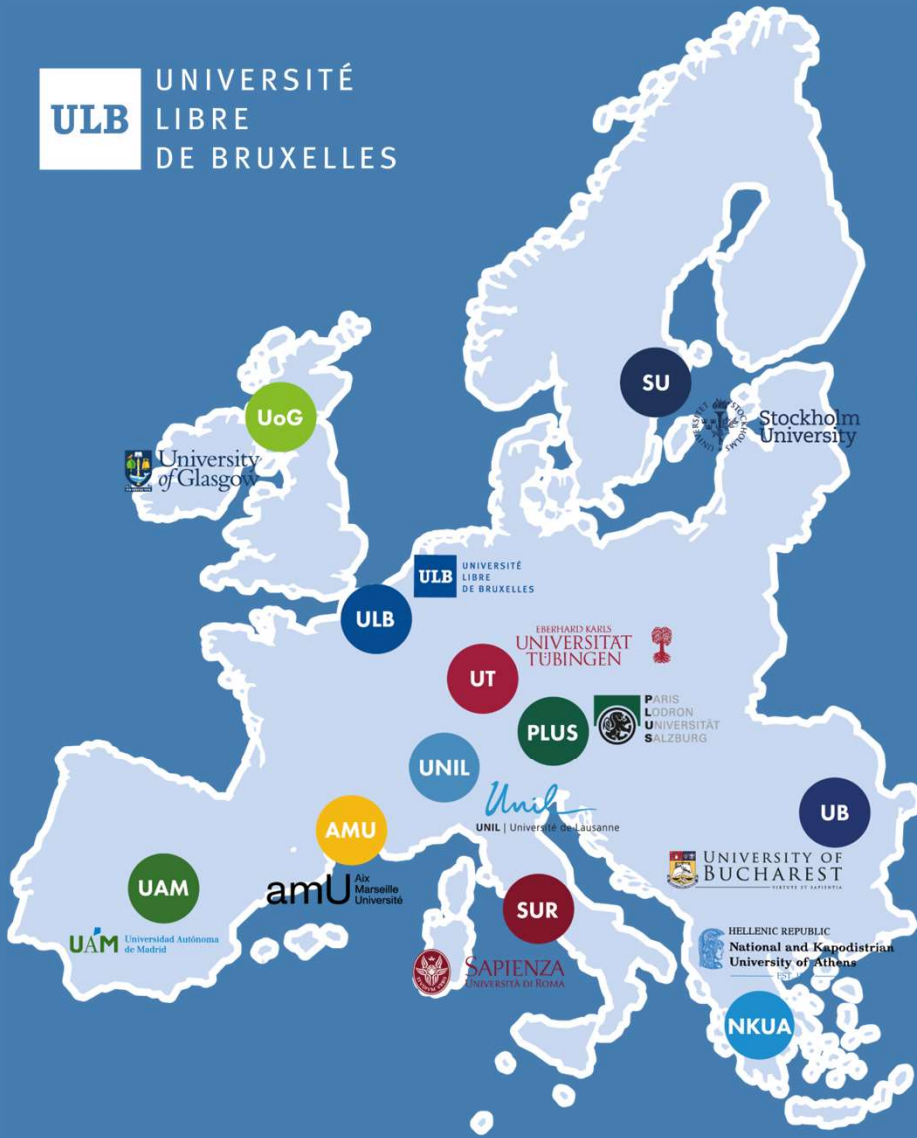 ULB
UNIVERSITÉ
LIBRE
DE BRUXELLES
SU
Stockholm
University
UoG
University
of Glasgow
ULB
UNIVERSITÉ
LIBRE
DE BRUXELLES
ULB
EBERHARD KARLS
UNIVERSITÄT
TÜBINGEN
UT
PLUS
PARIS
LODRON
UNIVERSITÄT
SALZBURG
UNIL
Unil
UNIL | Université de Lausanne
AMU
amU
Aix
Marseille
Université
UB
UNIVERSITY OF
BUCHAREST
VIRTUTE ET SAPIENTIA
UAM
UAM
Universidad Autónoma
de Madrid
SUR
SAPIENZA
UNIVERSITÀ DI ROMA
HELLENIC REPUBLIC
National and Kapodistrian
University of Athens
NKUA